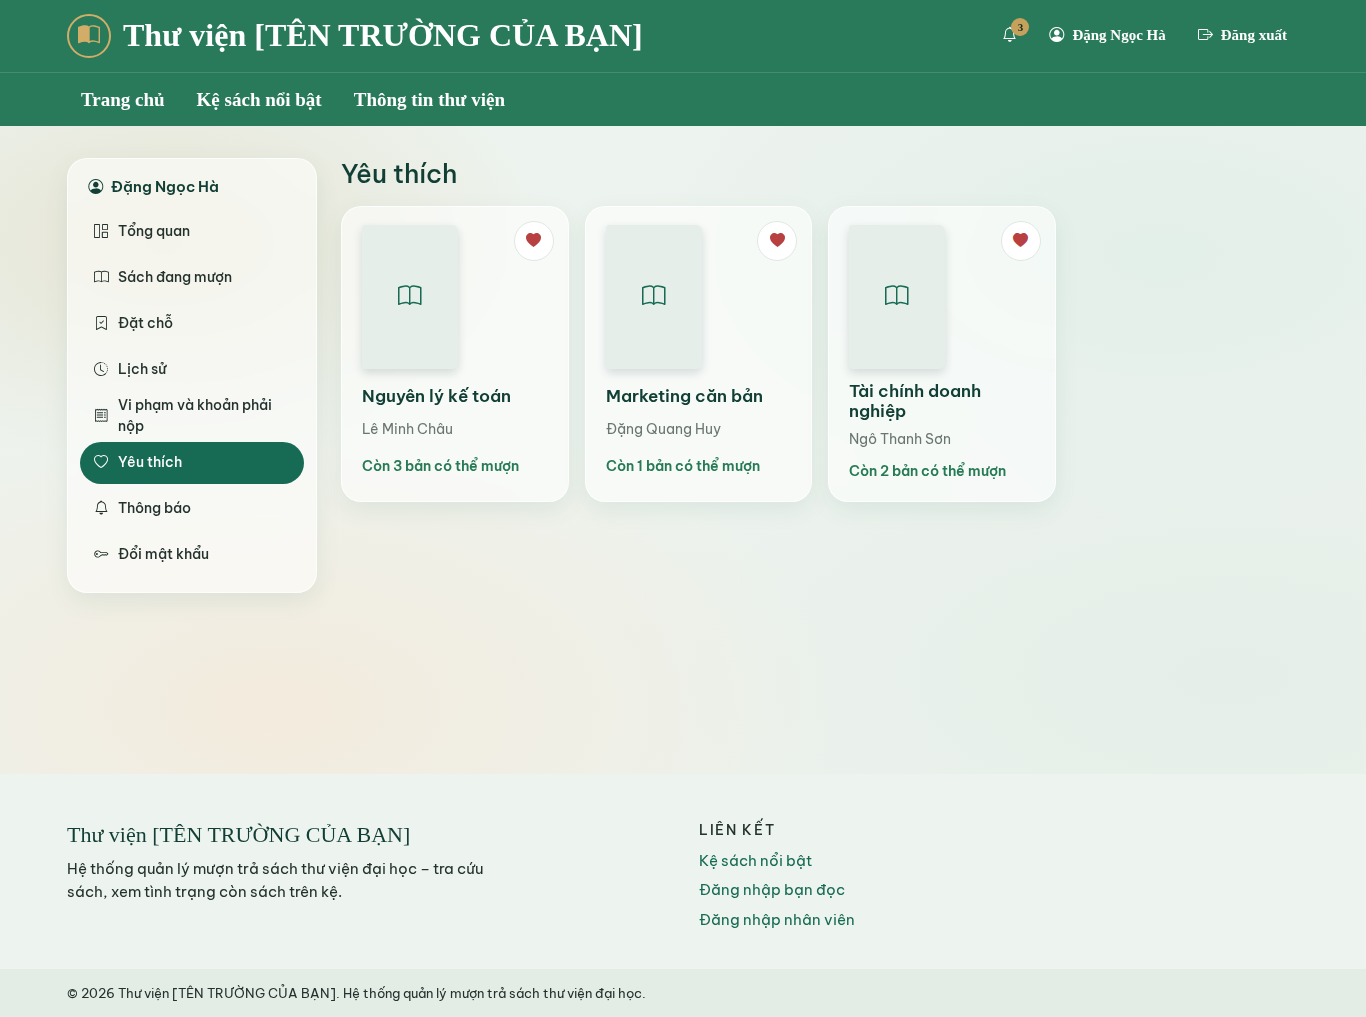 Thư viện [TÊN TRƯỜNG CỦA BẠN]
3
Đặng Ngọc Hà
Đăng xuất
Trang chủ
Kệ sách nổi bật
Thông tin thư viện
Đặng Ngọc Hà
Tổng quan
Sách đang mượn
Đặt chỗ
Lịch sử
Vi phạm và khoản phải
nộp
Yêu thích
Thông báo
Đổi mật khẩu
Yêu thích
Nguyên lý kế toán
Lê Minh Châu
Còn 3 bản có thể mượn
Marketing căn bản
Đặng Quang Huy
Còn 1 bản có thể mượn
Tài chính doanh
nghiệp
Ngô Thanh Sơn
Còn 2 bản có thể mượn
Thư viện [TÊN TRƯỜNG CỦA BẠN]
Hệ thống quản lý mượn trả sách thư viện đại học – tra cứu
sách, xem tình trạng còn sách trên kệ.
LIÊN KẾT
Kệ sách nổi bật
Đăng nhập bạn đọc
Đăng nhập nhân viên
© 2026 Thư viện [TÊN TRƯỜNG CỦA BẠN]. Hệ thống quản lý mượn trả sách thư viện đại học.